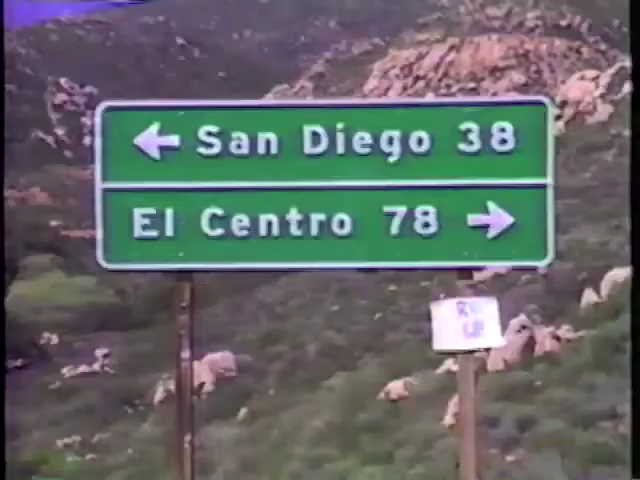 ← San Diego 38
El Centro 78 →